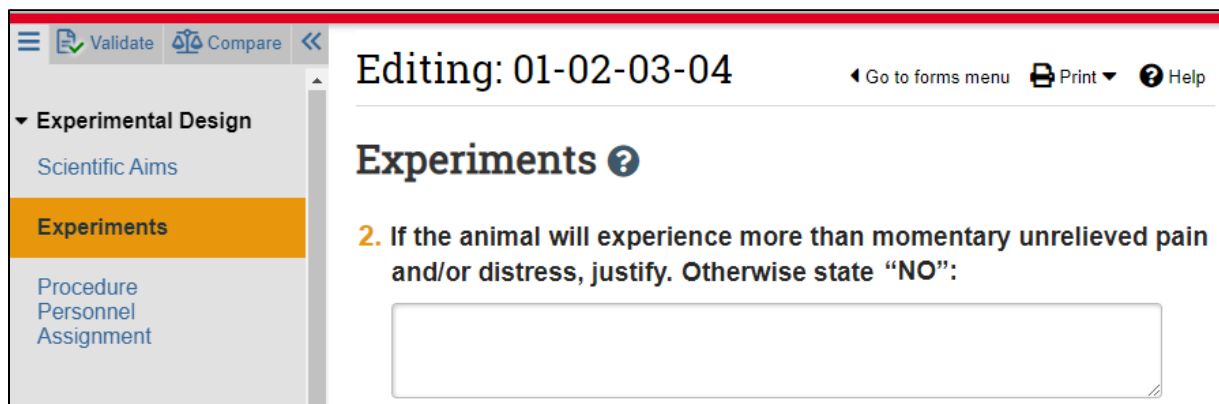 Validate Compare
Editing: 01-02-03-04
Go to forms menu Print Help
Experimental Design
Scientific Aims
Experiments
Procedure
Personnel
Assignment
Experiments
2. If the animal will experience more than momentary unrelieved pain
and/or distress, justify. Otherwise state “NO”: